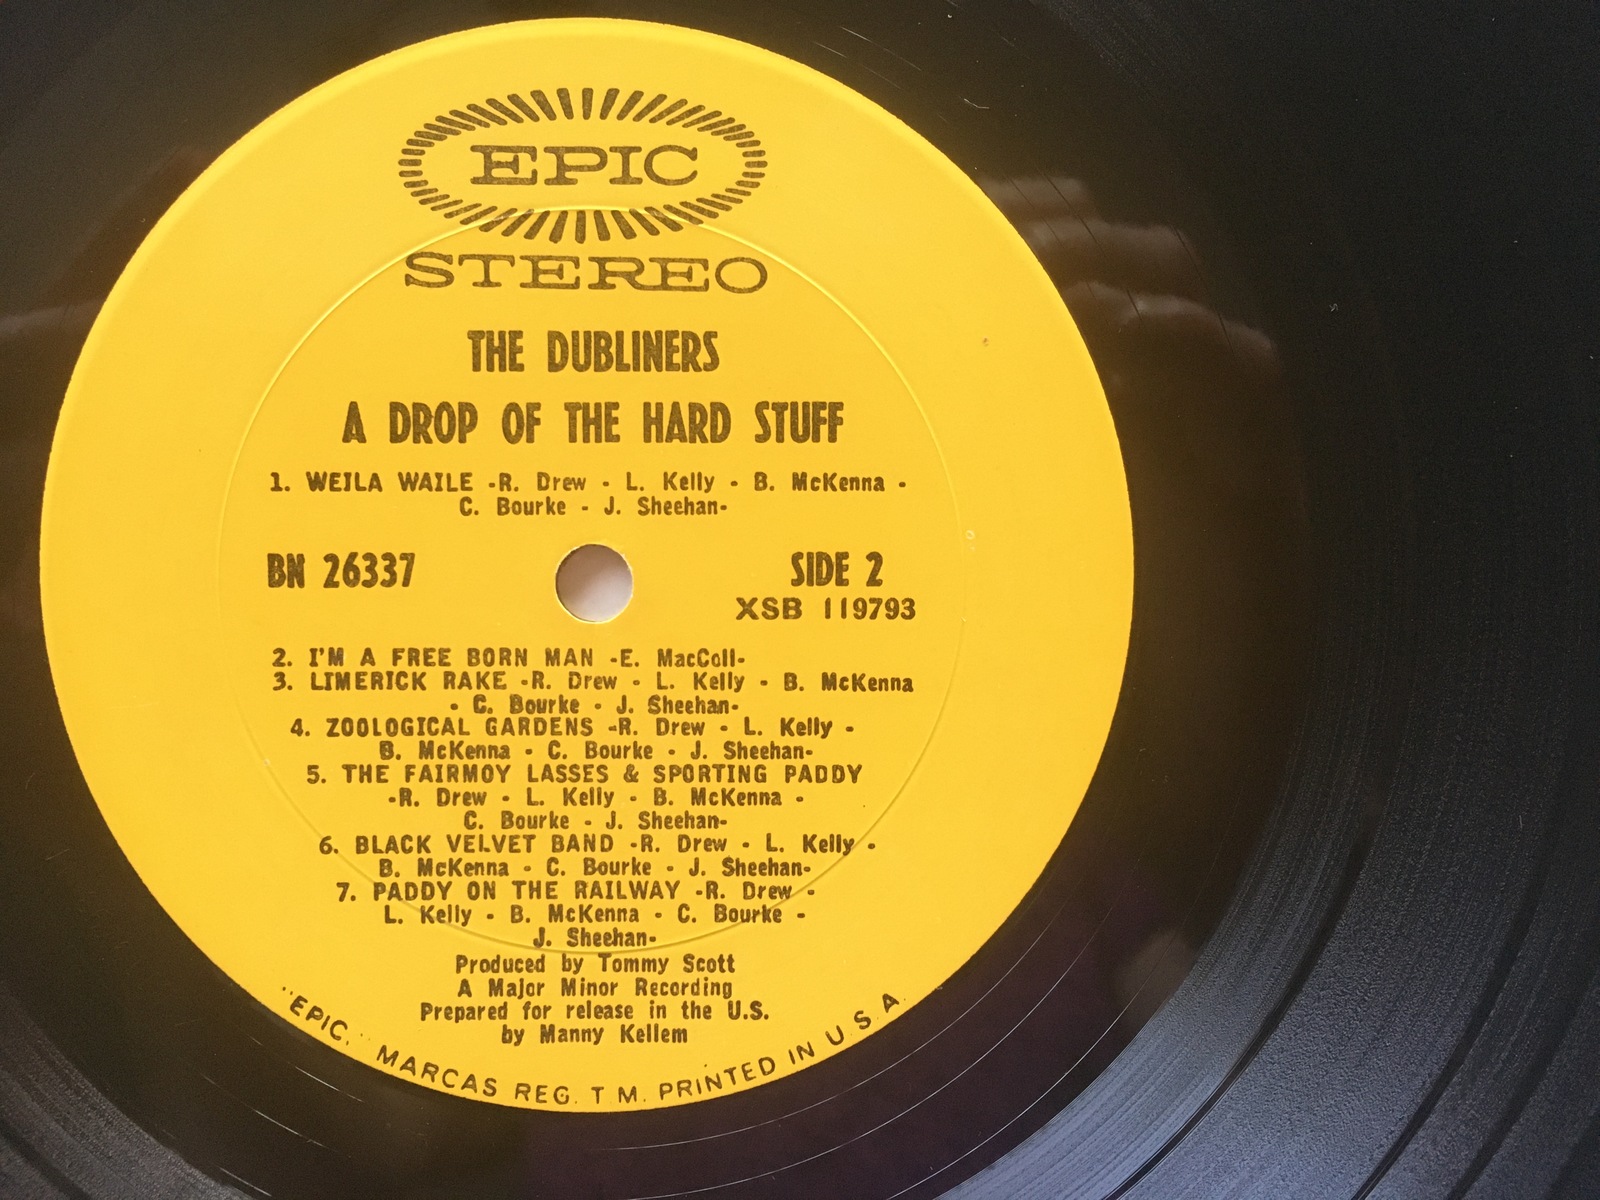 EPIC
STEREO
THE DUBLINERS
A DROP OF THE HARD STUFF
1. WEILA WAILE -R. Drew - L. Kelly - B. McKenna -
C. Bourke - J. Sheehan-
BN 26337
SIDE 2
XSB 119793
2. I'M A FREE BORN MAN -E. MacColl-
3. LIMERICK RAKE -R. Drew - L. Kelly - B. McKenna
- C. Bourke - J. Sheehan-
4. ZOOLOGICAL GARDENS -R. Drew - L. Kelly -
B. McKenna - C. Bourke - J. Sheehan-
5. THE FAIRMOY LASSES & SPORTING PADDY
-R. Drew - L. Kelly - B. McKenna -
C. Bourke - J. Sheehan-
6. BLACK VELVET BAND -R. Drew - L. Kelly -
B. McKenna - C. Bourke - J. Sheehan-
7. PADDY ON THE RAILWAY -R. Drew -
L. Kelly - B. McKenna - C. Bourke -
J. Sheehan-
Produced by Tommy Scott
A Major Minor Recording
Prepared for release in the U.S.
by Manny Kellem
"EPIC," MARCAS REG. T.M. PRINTED IN U.S.A.